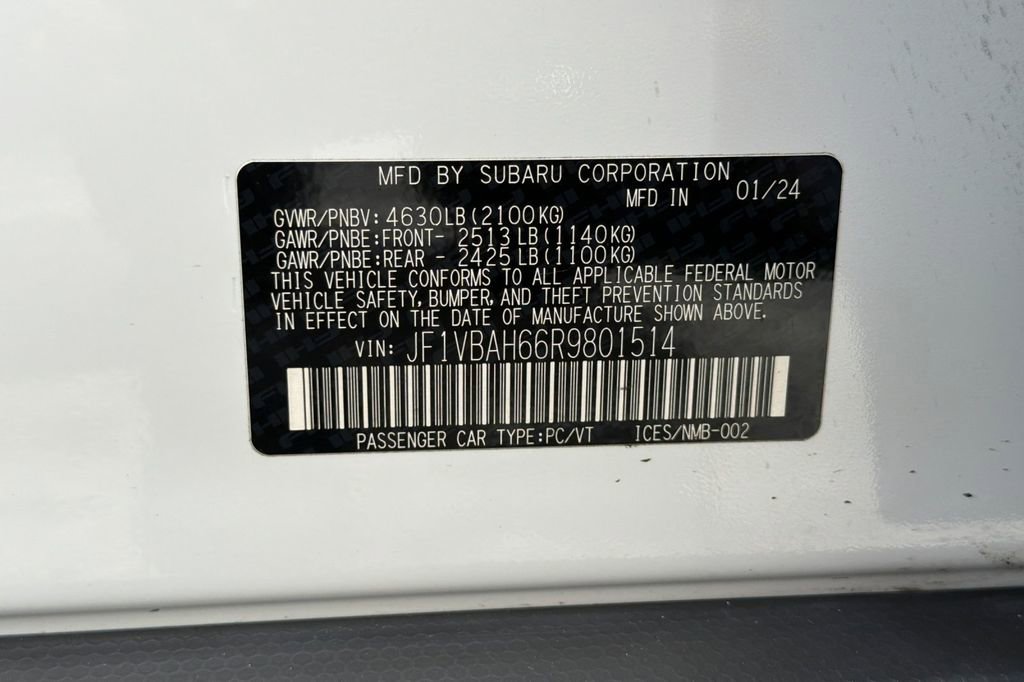 MFD BY SUBARU CORPORATION
MFD IN 01/24
GVWR/PNBV: 4630LB(2100KG)
GAWR/PNBE:FRONT- 2513LB(1140KG)
GAWR/PNBE:REAR - 2425LB(1100KG)
THIS VEHICLE CONFORMS TO ALL APPLICABLE FEDERAL MOTOR
VEHICLE SAFETY, BUMPER, AND THEFT PREVENTION STANDARDS
IN EFFECT ON THE DATE OF MANUFACTURE SHOWN ABOVE.
VIN: JF1VBAH66R9801514
PASSENGER CAR TYPE:PC/VT ICES/NMB-002